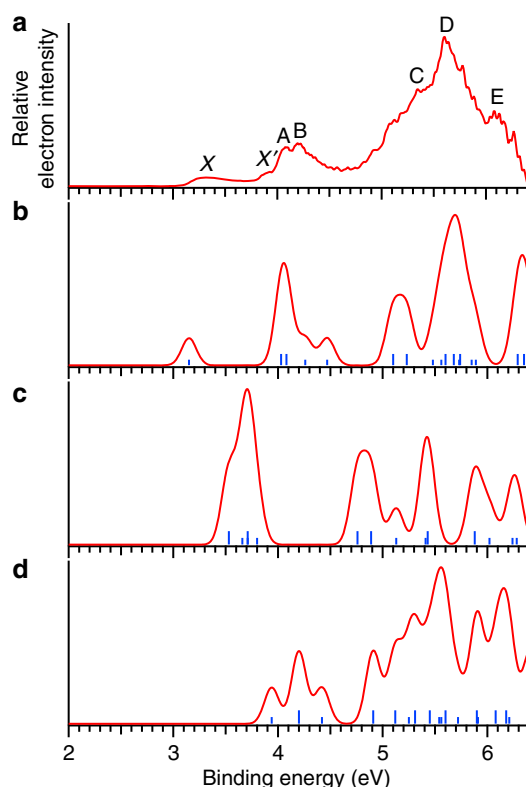 a
Relative
electron intensity
X
X′
A
B
C
D
E
b
c
d
2 3 4 5 6
Binding energy (eV)